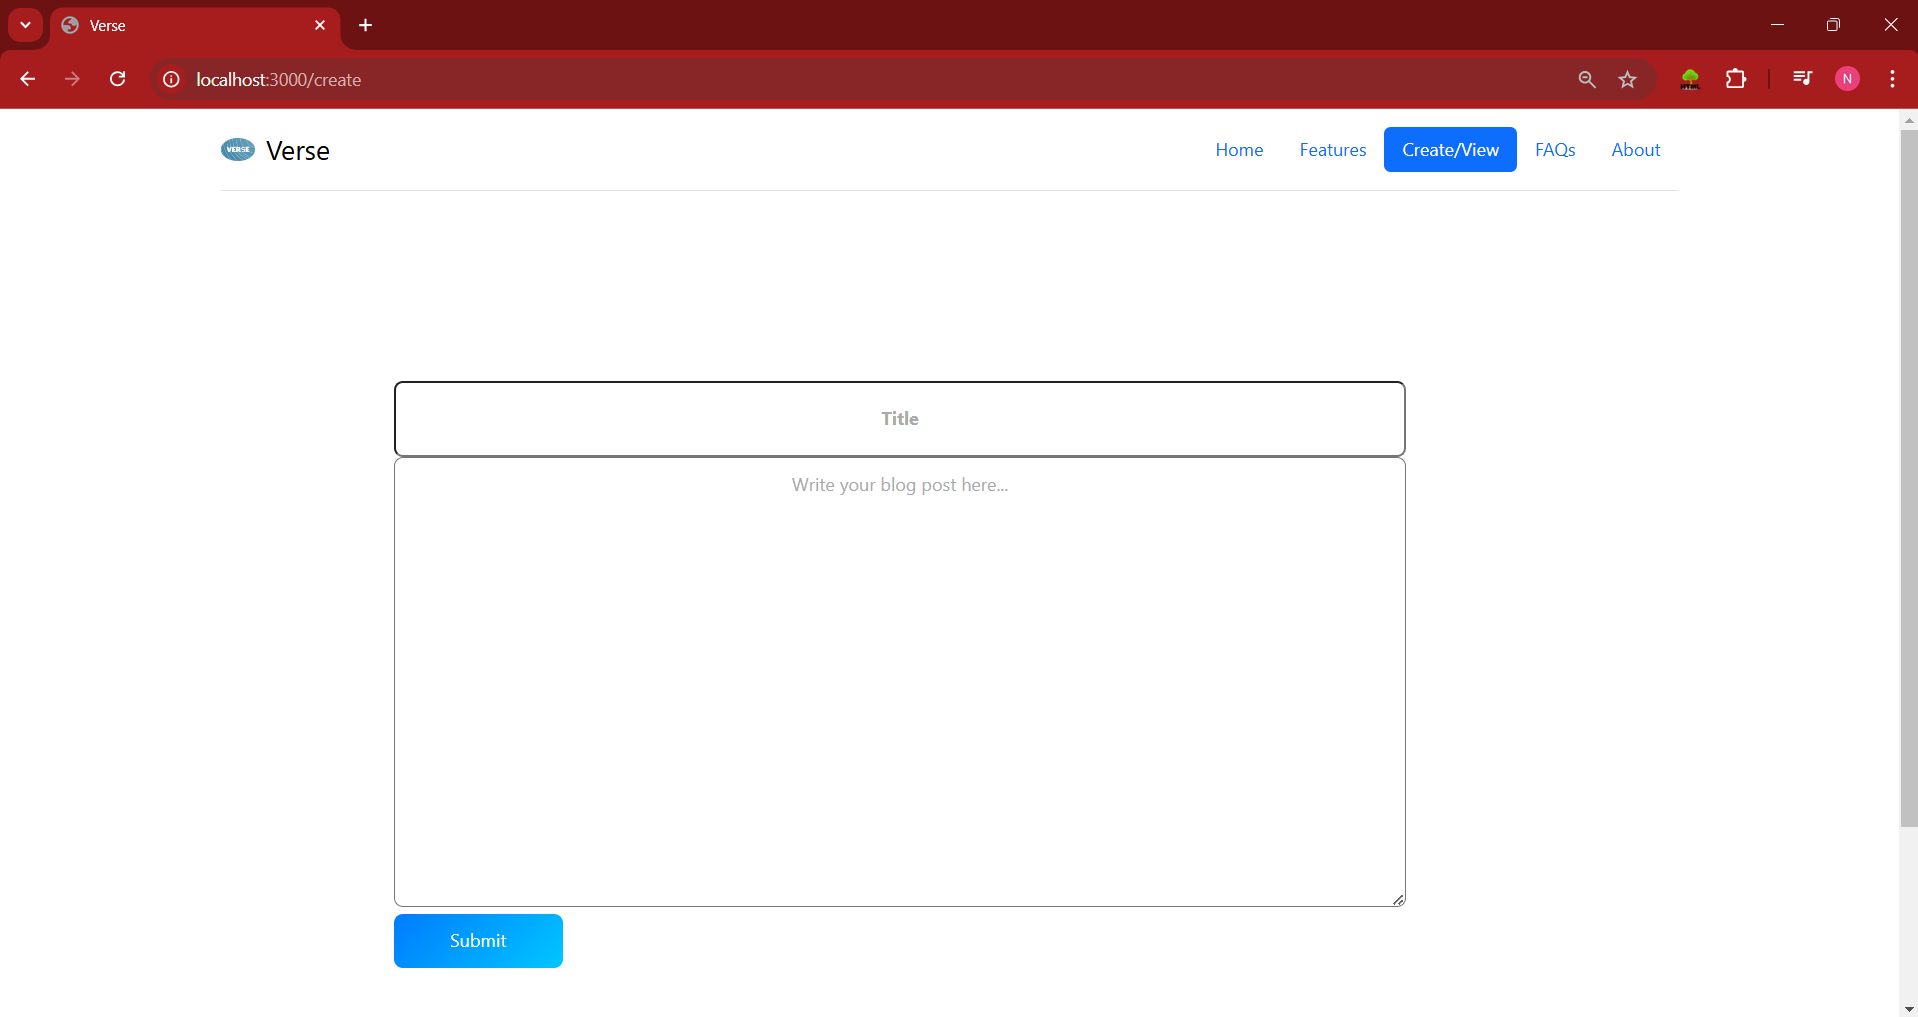 Verse
localhost:3000/create
N
VERSE
Verse
Home
Features
Create/View
FAQs
About
Title
Write your blog post here...
Submit